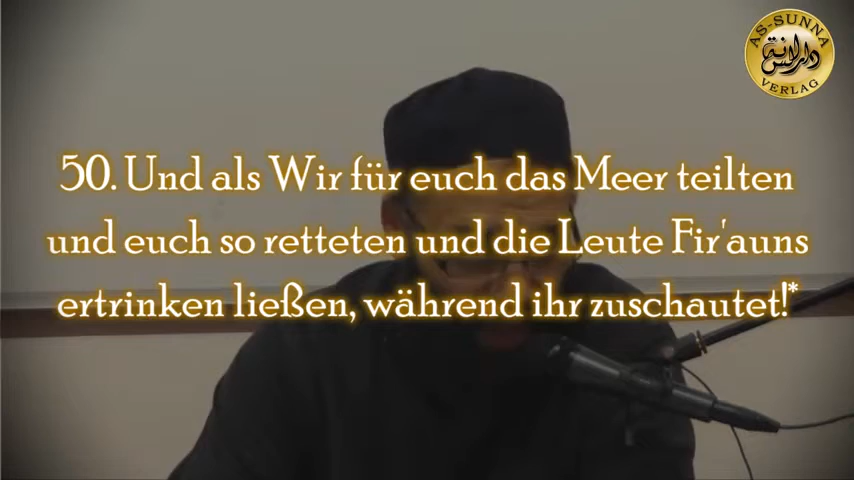 AS-SUNNA
VERLAG
50. Und als Wir für euch das Meer teilten
und euch so retteten und die Leute Fir'auns
ertrinken ließen, während ihr zuschautet!*